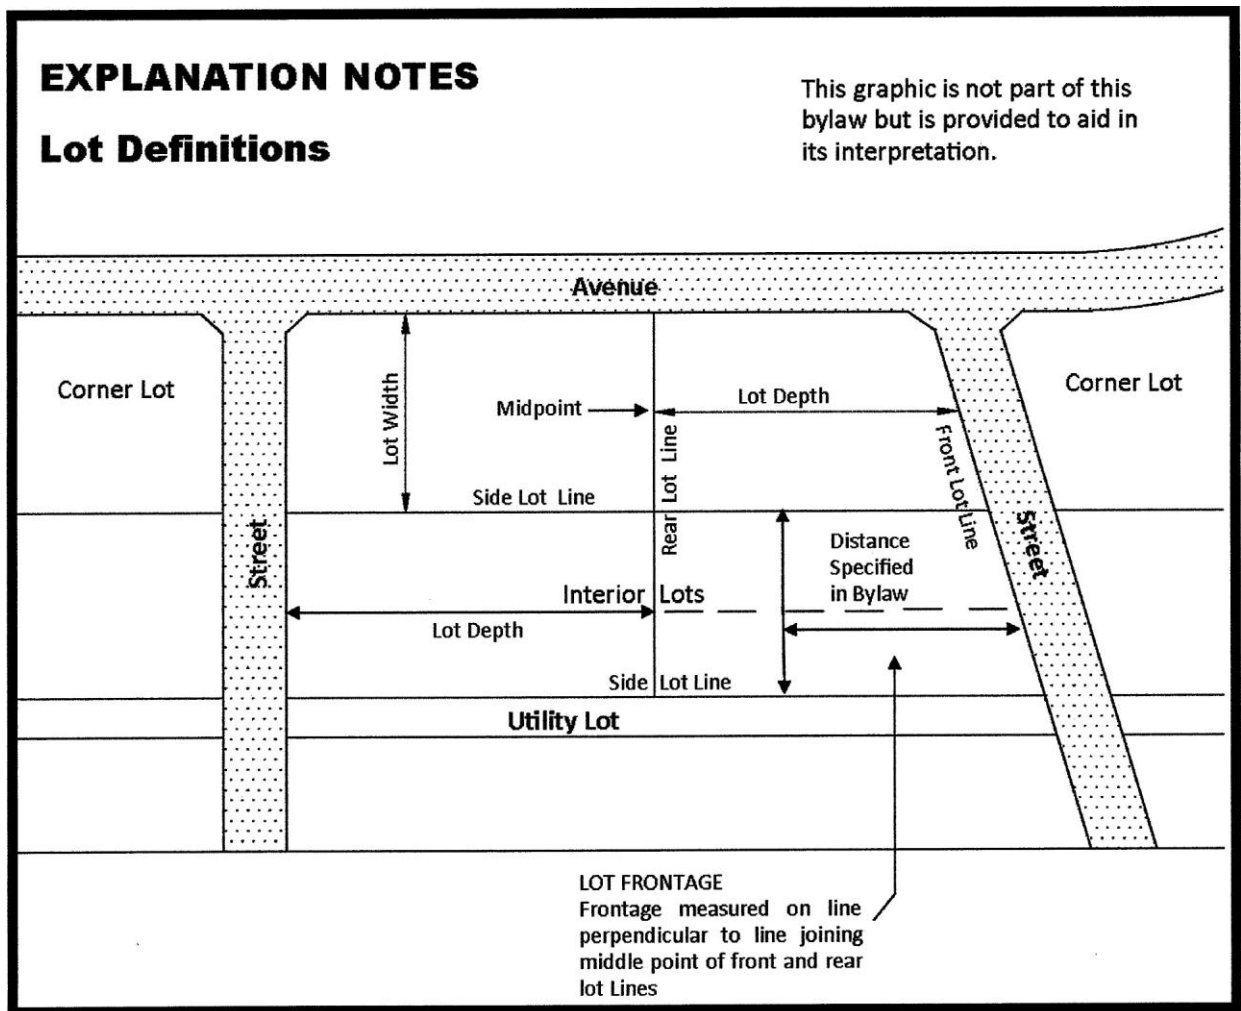 EXPLANATION NOTES
Lot Definitions
This graphic is not part of this
bylaw but is provided to aid in
its interpretation.
Avenue
Corner Lot
Corner Lot
Lot Width
Midpoint
Lot Depth
Rear Lot Line
Front Lot Line
Side Lot Line
Street
Street
Distance
Specified
in Bylaw
Interior Lots
Lot Depth
Side Lot Line
Utility Lot
LOT FRONTAGE
Frontage measured on line
perpendicular to line joining
middle point of front and rear
lot Lines